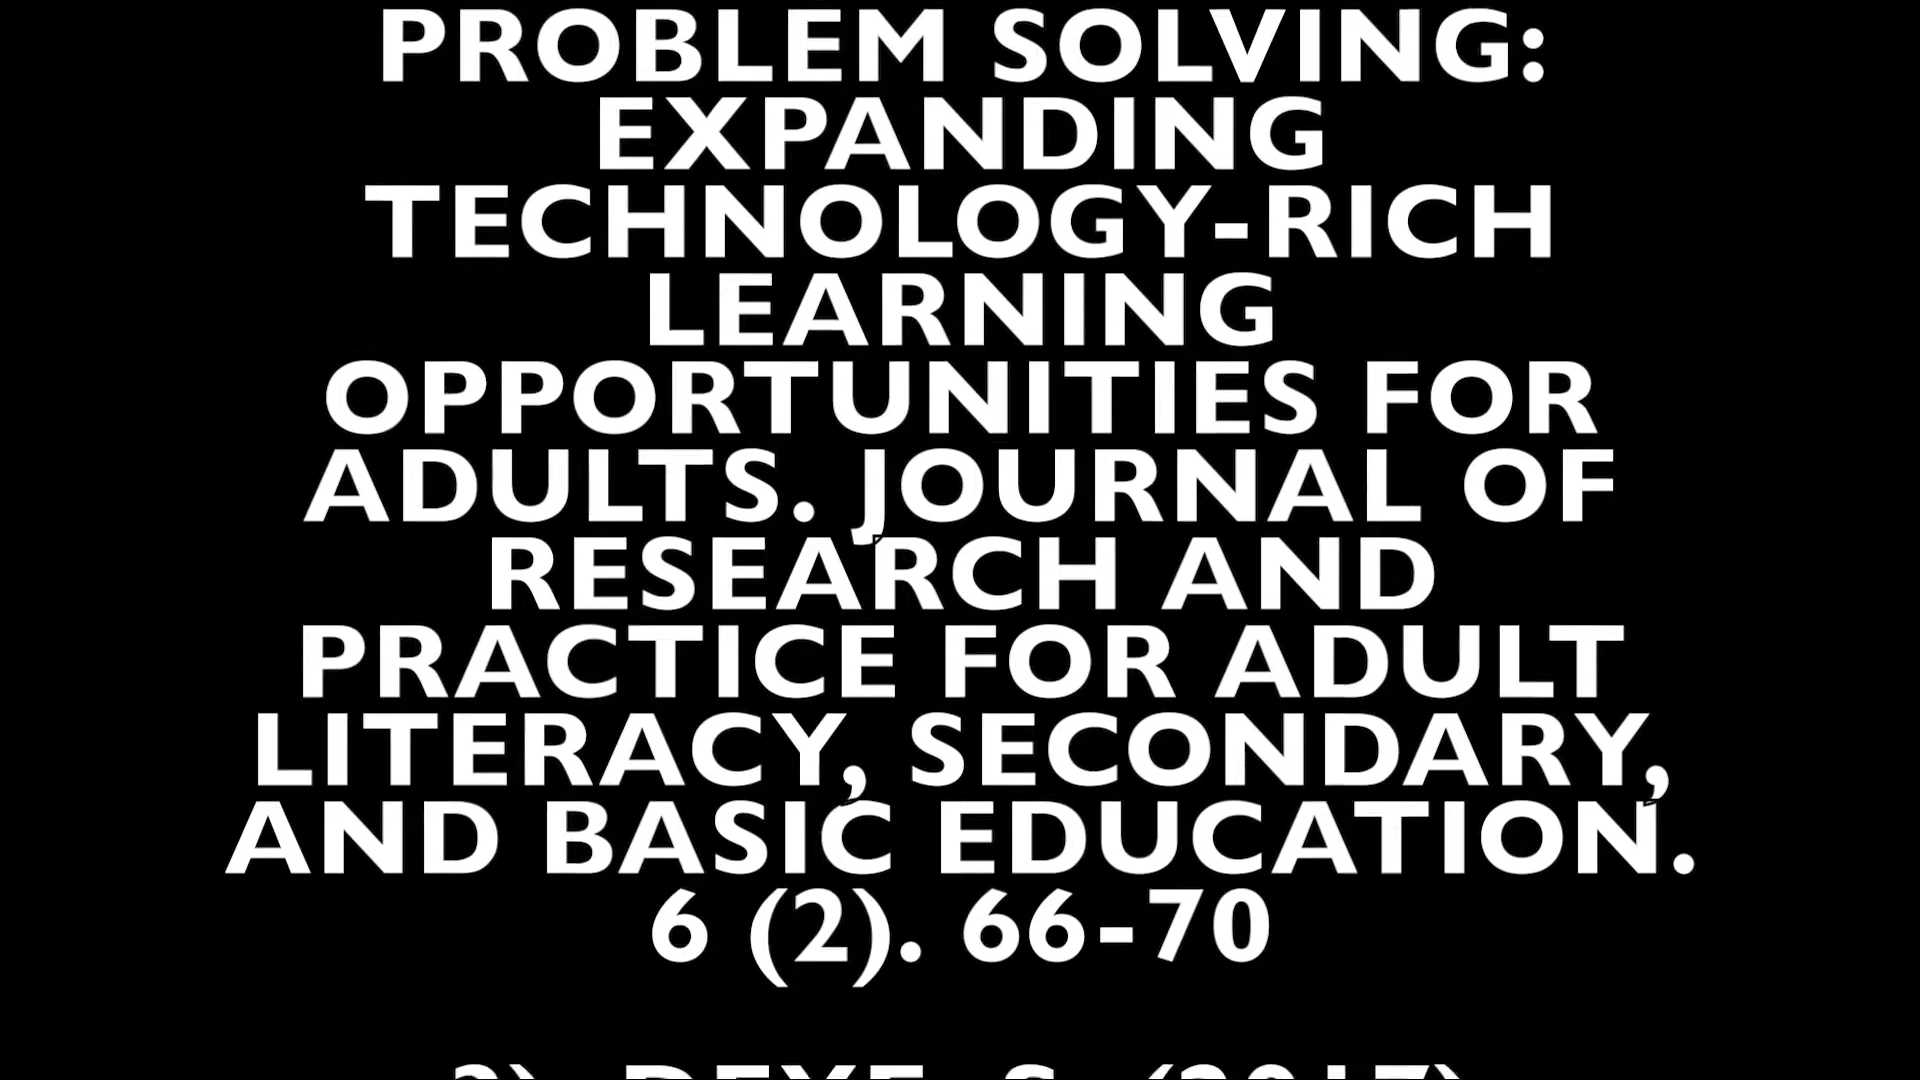 PROBLEM SOLVING:
EXPANDING
TECHNOLOGY-RICH
LEARNING
OPPORTUNITIES FOR
ADULTS. JOURNAL OF
RESEARCH AND
PRACTICE FOR ADULT
LITERACY, SECONDARY,
AND BASIC EDUCATION.
6 (2). 66-70